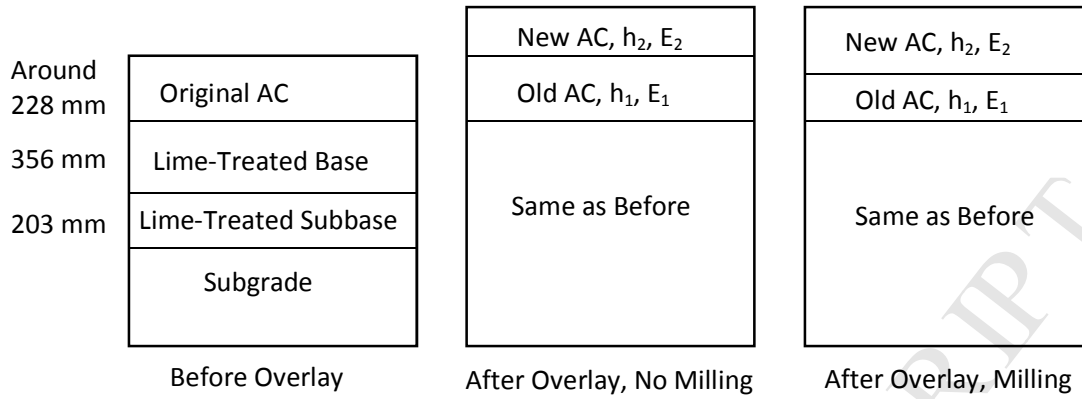 Around
228 mm
356 mm
203 mm
Original AC
Lime-Treated Base
Lime-Treated Subbase
Subgrade
Before Overlay
New AC, h₂, E₂
Old AC, h₁, E₁
Same as Before
After Overlay, No Milling
New AC, h₂, E₂
Old AC, h₁, E₁
Same as Before
After Overlay, Milling
RIPT